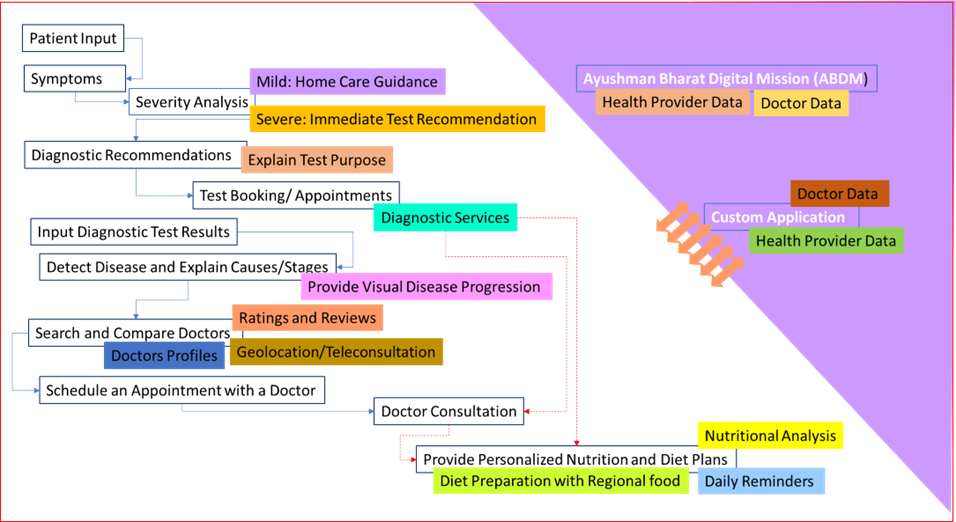 Patient Input
Symptoms
Severity Analysis
Mild: Home Care Guidance
Severe: Immediate Test Recommendation
Diagnostic Recommendations
Explain Test Purpose
Test Booking/ Appointments
Diagnostic Services
Input Diagnostic Test Results
Detect Disease and Explain Causes/Stages
Provide Visual Disease Progression
Search and Compare Doctors
Ratings and Reviews
Doctors Profiles
Geolocation/Teleconsultation
Schedule an Appointment with a Doctor
Doctor Consultation
Provide Personalized Nutrition and Diet Plans
Nutritional Analysis
Diet Preparation with Regional food
Daily Reminders
Ayushman Bharat Digital Mission (ABDM)
Health Provider Data
Doctor Data
Doctor Data
Custom Application
Health Provider Data